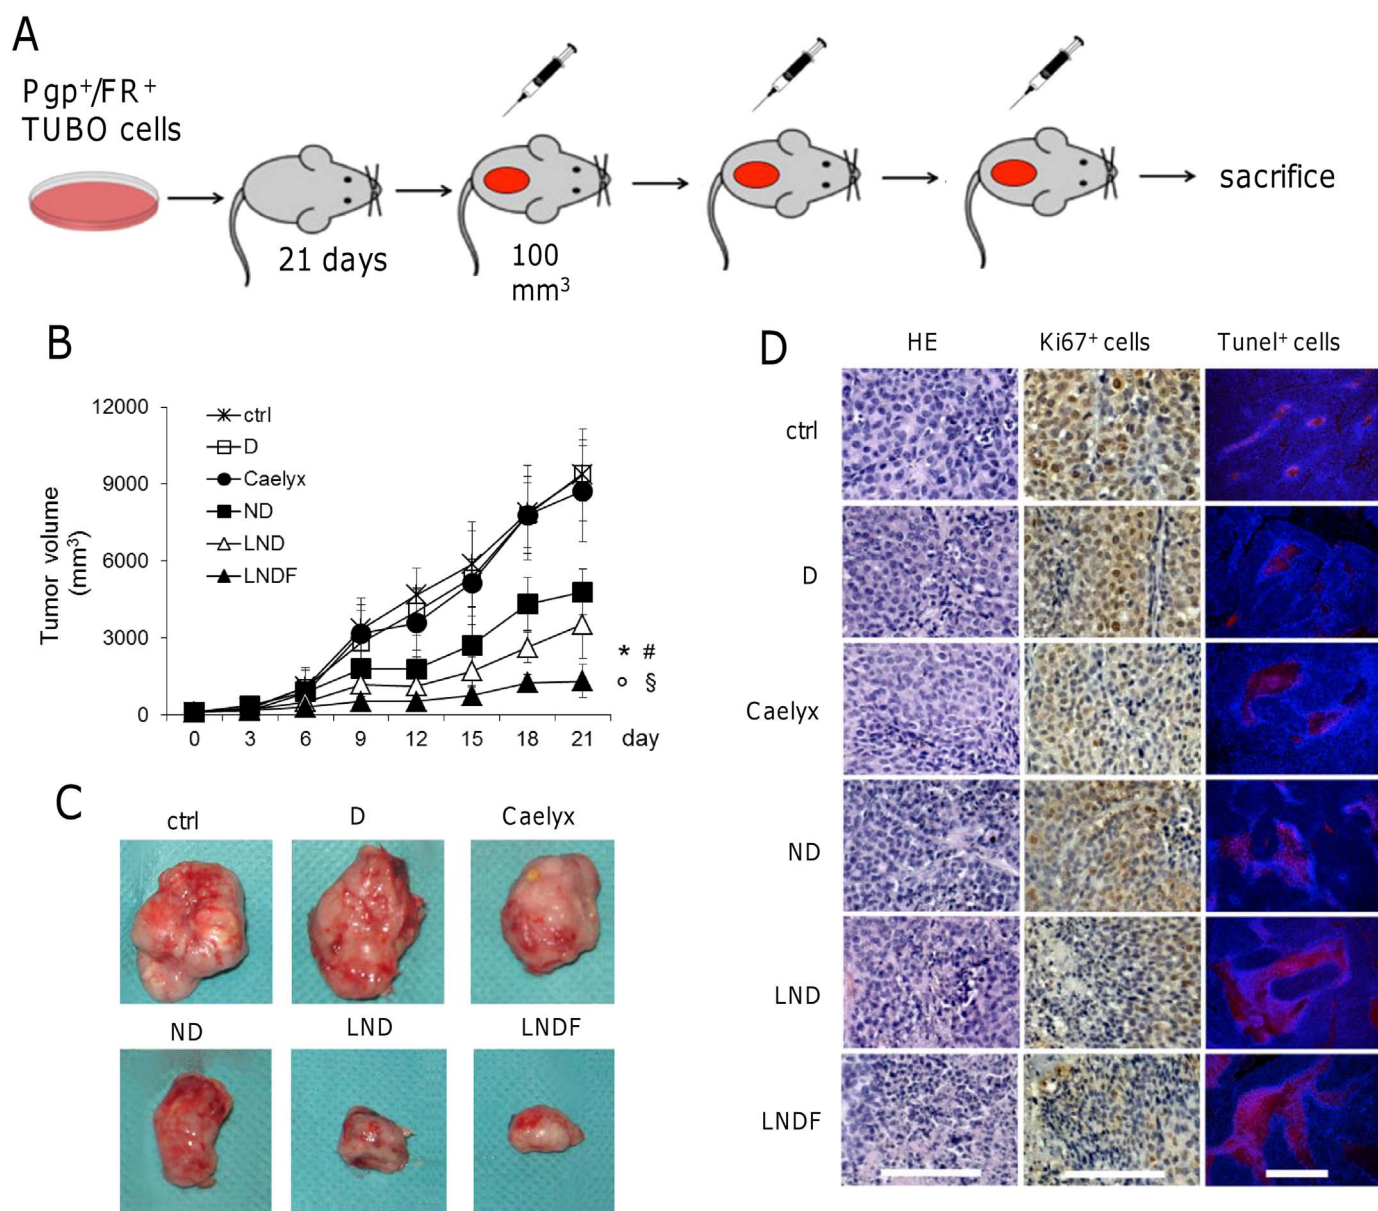 A
Pgp⁺/FR⁺
TUBO cells
21 days
100
mm³
sacrifice
B
12000
9000
6000
3000
0
Tumor volume
(mm³)
ctrl
D
Caelyx
ND
LND
LNDF
* #
° §
0 3 6 9 12 15 18 21 day
C
ctrl D Caelyx
ND LND LNDF
D
HE Ki67⁺ cells Tunel⁺ cells
ctrl
D
Caelyx
ND
LND
LNDF